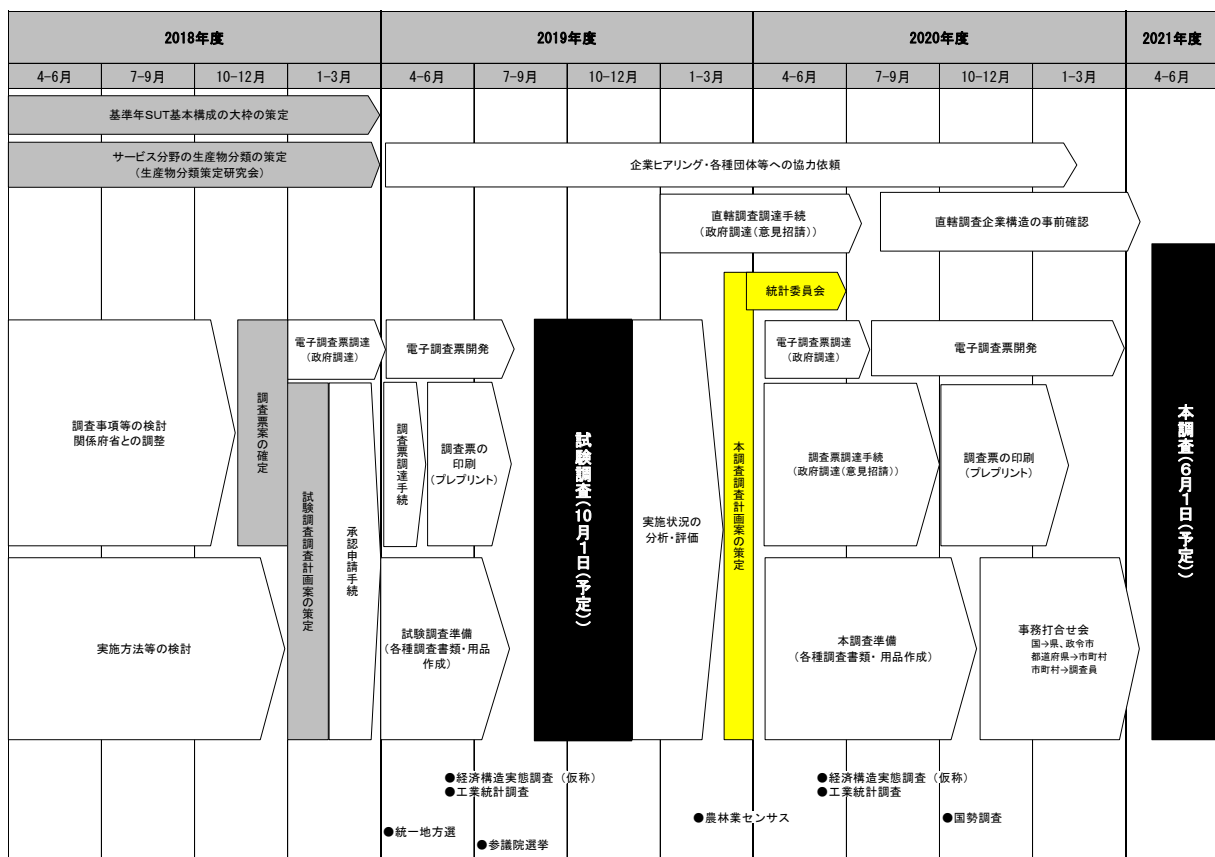 2018年度
2019年度
2020年度
2021年度
4-6月
7-9月
10-12月
1-3月
4-6月
7-9月
10-12月
1-3月
4-6月
7-9月
10-12月
1-3月
4-6月
基準年SUT基本構成の大枠の策定
サービス分野の生産物分類の策定
(生産物分類策定研究会)
企業ヒアリング・各種団体等への協力依頼
直轄調査調達手続
(政府調達(意見招請))
直轄調査企業構造の事前確認
統計委員会
電子調査票調達
(政府調達)
電子調査票開発
電子調査票調達
(政府調達)
電子調査票開発
調査事項等の検討
関係府省との調整
調査票案の確定
試験調査調査計画案の策定
承認申請手続
調査票調達手続
調査票の
印刷
(プレプリント)
試験調査(10月1日(予定))
実施状況の
分析・評価
本調査調査計画案の策定
調査票調達手続
(政府調達(意見招請))
調査票の印刷
(プレプリント)
本調査(6月1日(予定))
実施方法等の検討
試験調査準備
(各種調査書類・用品
作成)
本調査準備
(各種調査書類・用品作成)
事務打合せ会
国→県、政令市
都道府県→市町村
市町村→調査員
●経済構造実態調査(仮称)
●工業統計調査
●経済構造実態調査(仮称)
●工業統計調査
●農林業センサス
●国勢調査
●統一地方選
●参議院選挙